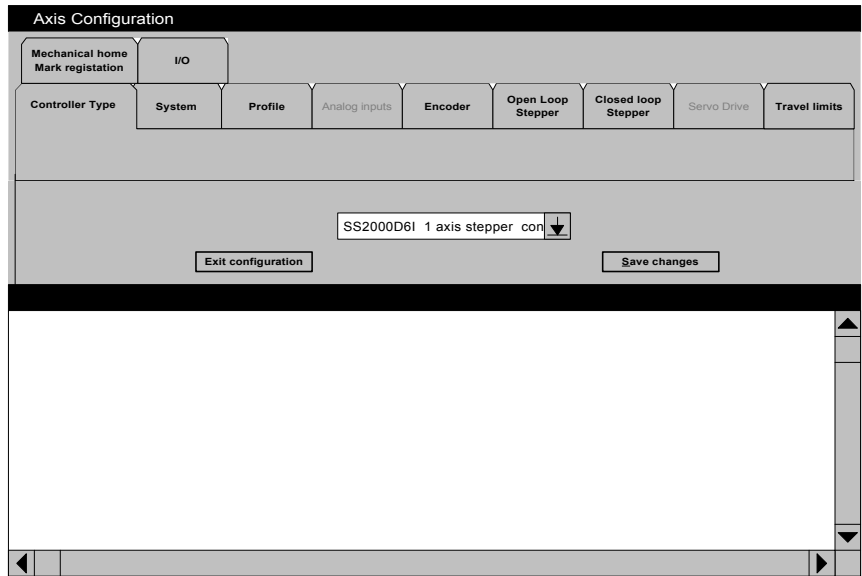 Axis Configuration
Mechanical home
Mark registation
I/O
Controller Type
System
Profile
Analog inputs
Encoder
Open Loop
Stepper
Closed loop
Stepper
Servo Drive
Travel limits
SS2000D6I 1 axis stepper con
Exit configuration
Save changes